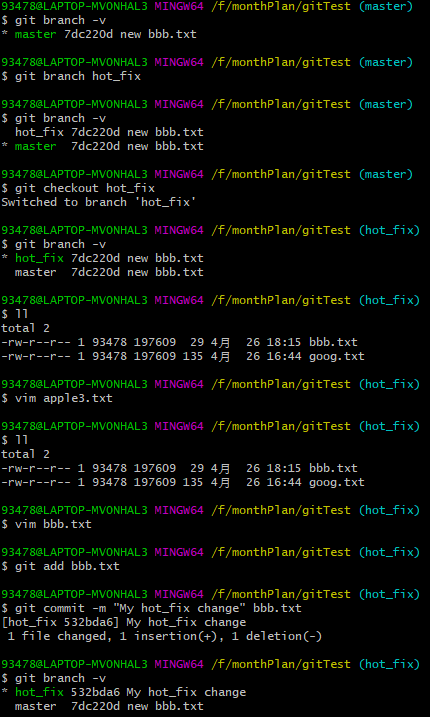 93478@LAPTOP-MVONHAL3 MINGW64 /f/monthPlan/gitTest (master)
$ git branch -v
* master 7dc220d new bbb.txt
93478@LAPTOP-MVONHAL3 MINGW64 /f/monthPlan/gitTest (master)
$ git branch hot_fix
93478@LAPTOP-MVONHAL3 MINGW64 /f/monthPlan/gitTest (master)
$ git branch -v
  hot_fix 7dc220d new bbb.txt
* master  7dc220d new bbb.txt
93478@LAPTOP-MVONHAL3 MINGW64 /f/monthPlan/gitTest (master)
$ git checkout hot_fix
Switched to branch 'hot_fix'
93478@LAPTOP-MVONHAL3 MINGW64 /f/monthPlan/gitTest (hot_fix)
$ git branch -v
* hot_fix 7dc220d new bbb.txt
  master  7dc220d new bbb.txt
93478@LAPTOP-MVONHAL3 MINGW64 /f/monthPlan/gitTest (hot_fix)
$ ll
total 2
-rw-r--r-- 1 93478 197609  29 4月  26 18:15 bbb.txt
-rw-r--r-- 1 93478 197609 135 4月  26 16:44 goog.txt
93478@LAPTOP-MVONHAL3 MINGW64 /f/monthPlan/gitTest (hot_fix)
$ vim apple3.txt
93478@LAPTOP-MVONHAL3 MINGW64 /f/monthPlan/gitTest (hot_fix)
$ ll
total 2
-rw-r--r-- 1 93478 197609  29 4月  26 18:15 bbb.txt
-rw-r--r-- 1 93478 197609 135 4月  26 16:44 goog.txt
93478@LAPTOP-MVONHAL3 MINGW64 /f/monthPlan/gitTest (hot_fix)
$ vim bbb.txt
93478@LAPTOP-MVONHAL3 MINGW64 /f/monthPlan/gitTest (hot_fix)
$ git add bbb.txt
93478@LAPTOP-MVONHAL3 MINGW64 /f/monthPlan/gitTest (hot_fix)
$ git commit -m "My hot_fix change" bbb.txt
[hot_fix 532bda6] My hot_fix change
 1 file changed, 1 insertion(+), 1 deletion(-)
93478@LAPTOP-MVONHAL3 MINGW64 /f/monthPlan/gitTest (hot_fix)
$ git branch -v
* hot_fix 532bda6 My hot_fix change
  master  7dc220d new bbb.txt